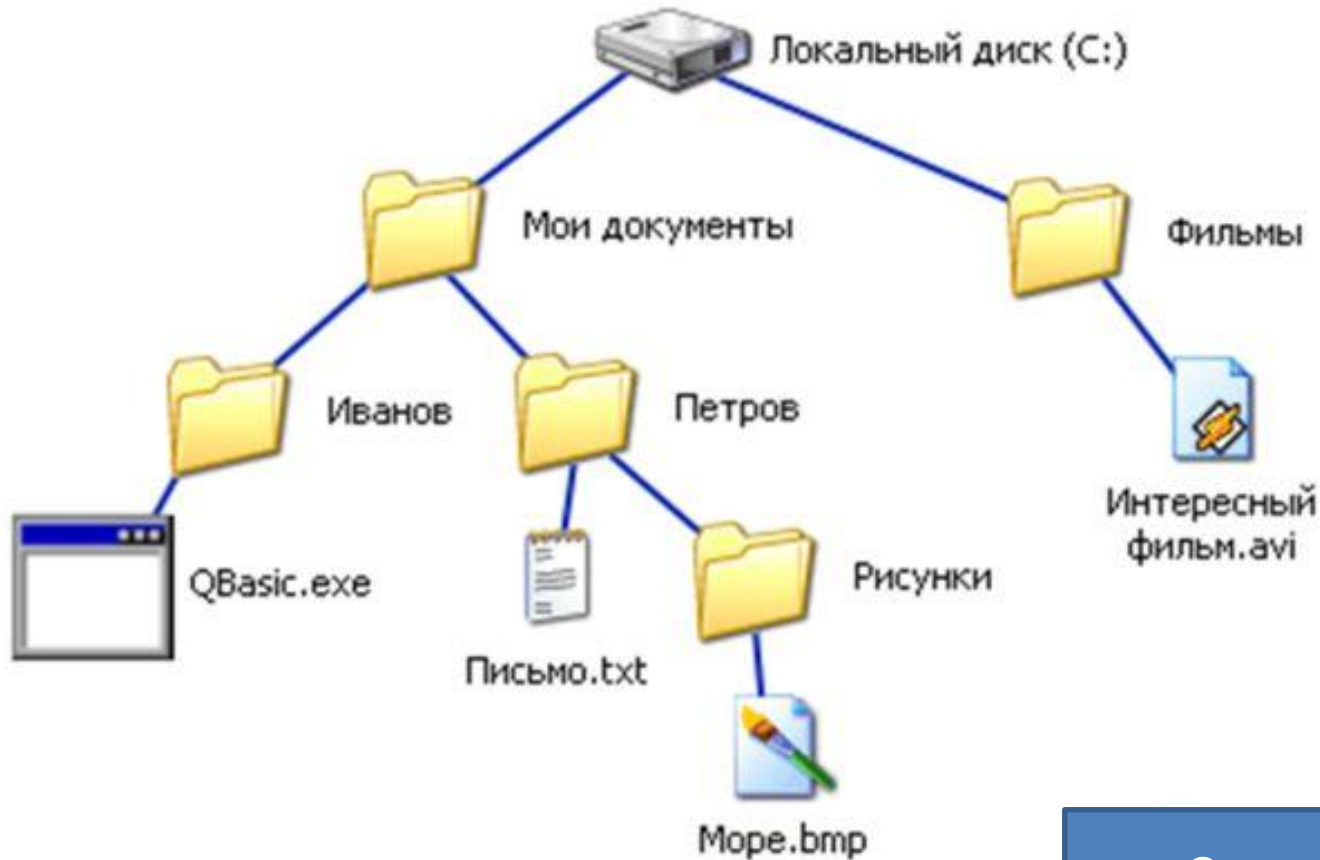 Локальный диск (C:)
Мои документы
Фильмы
Иванов
Петров
Интересный
фильм.avi
QBasic.exe
Рисунки
Письмо.txt
Море.bmp